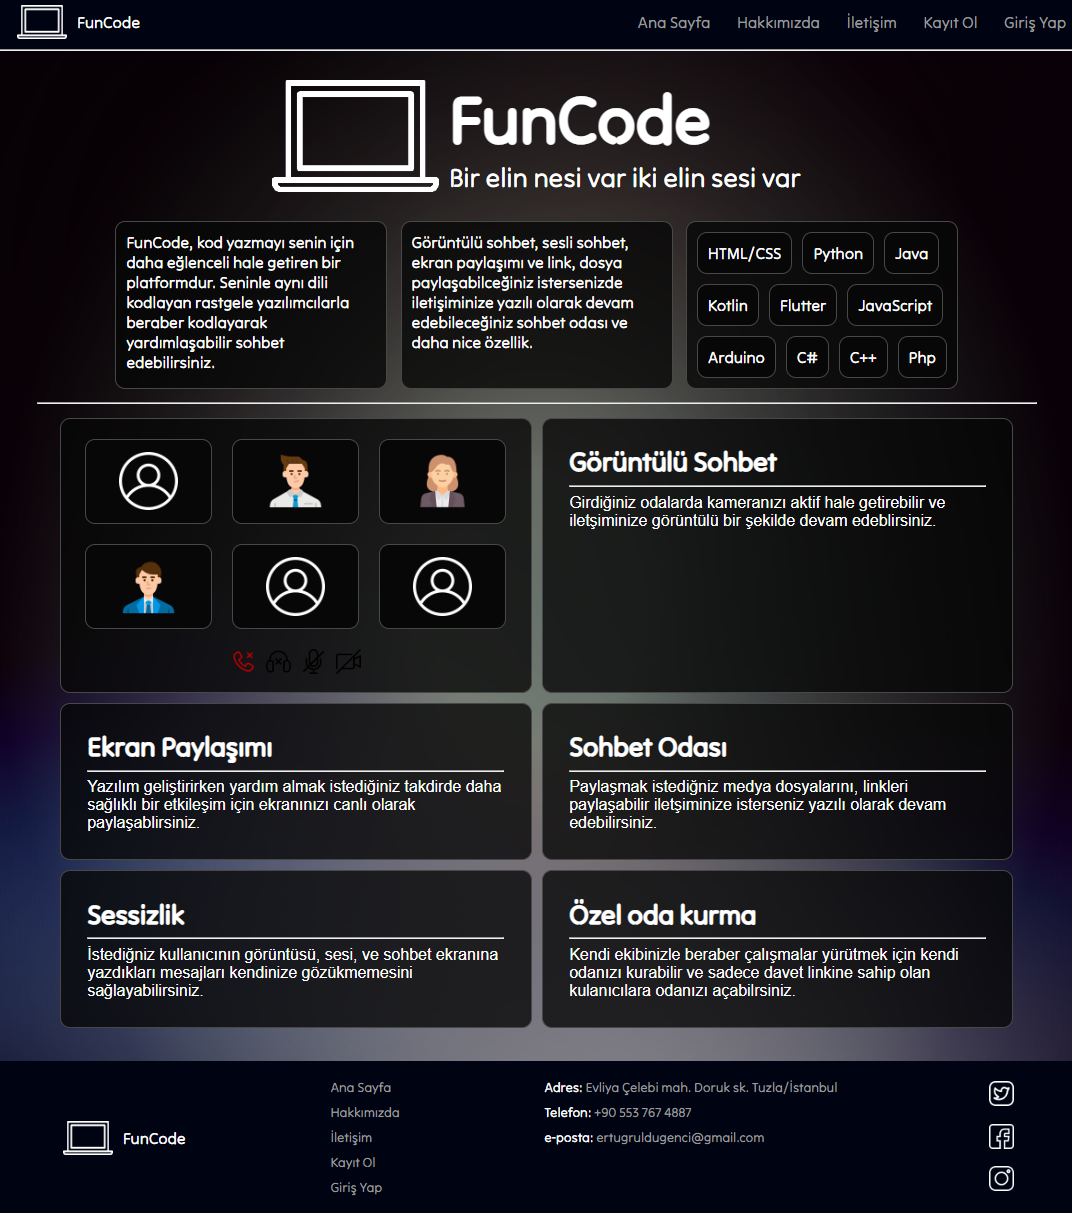 FunCode
Ana Sayfa Hakkımızda İletişim Kayıt Ol Giriş Yap
FunCode
Bir elin nesi var iki elin sesi var
FunCode, kod yazmayı senin için
daha eğlenceli hale getiren bir
platformdur. Seninle aynı dili
kodlayan rastgele yazılımcılarla
beraber kodlayarak
yardımlaşabilir sohbet
edebilirsiniz.
Görüntülü sohbet, sesli sohbet,
ekran paylaşımı ve link, dosya
paylaşabilceğiniz istersenizde
iletişiminize yazılı olarak devam
edebileceğiniz sohbet odası ve
daha nice özellik.
HTML/CSS Python Java
Kotlin Flutter JavaScript
Arduino C# C++ Php
Görüntülü Sohbet
Girdiğiniz odalarda kameranızı aktif hale getirebilir ve
iletşiminize görüntülü bir şekilde devam edeblirsiniz.
Ekran Paylaşımı
Yazılım geliştirirken yardım almak istediğiniz takdirde daha
sağlıklı bir etkileşim için ekranınızı canlı olarak
paylaşablirsiniz.
Sohbet Odası
Paylaşmak istediğniz medya dosyalarını, linkleri
paylaşabilir iletşiminize isterseniz yazılı olarak devam
edebilirsiniz.
Sessizlik
İstediğniz kullanıcının görüntüsü, sesi, ve sohbet ekranına
yazdıkları mesajları kendinize gözükmemesini
sağlayabilirsiniz.
Özel oda kurma
Kendi ekibinizle beraber çalışmalar yürütmek için kendi
odanızı kurabilir ve sadece davet linkine sahip olan
kulanıcılara odanızı açabilrsiniz.
FunCode
Ana Sayfa
Hakkımızda
İletişim
Kayıt Ol
Giriş Yap
Adres: Evliya Çelebi mah. Doruk sk. Tuzla/İstanbul
Telefon: +90 553 767 4887
e-posta: ertugruldugenci@gmail.com